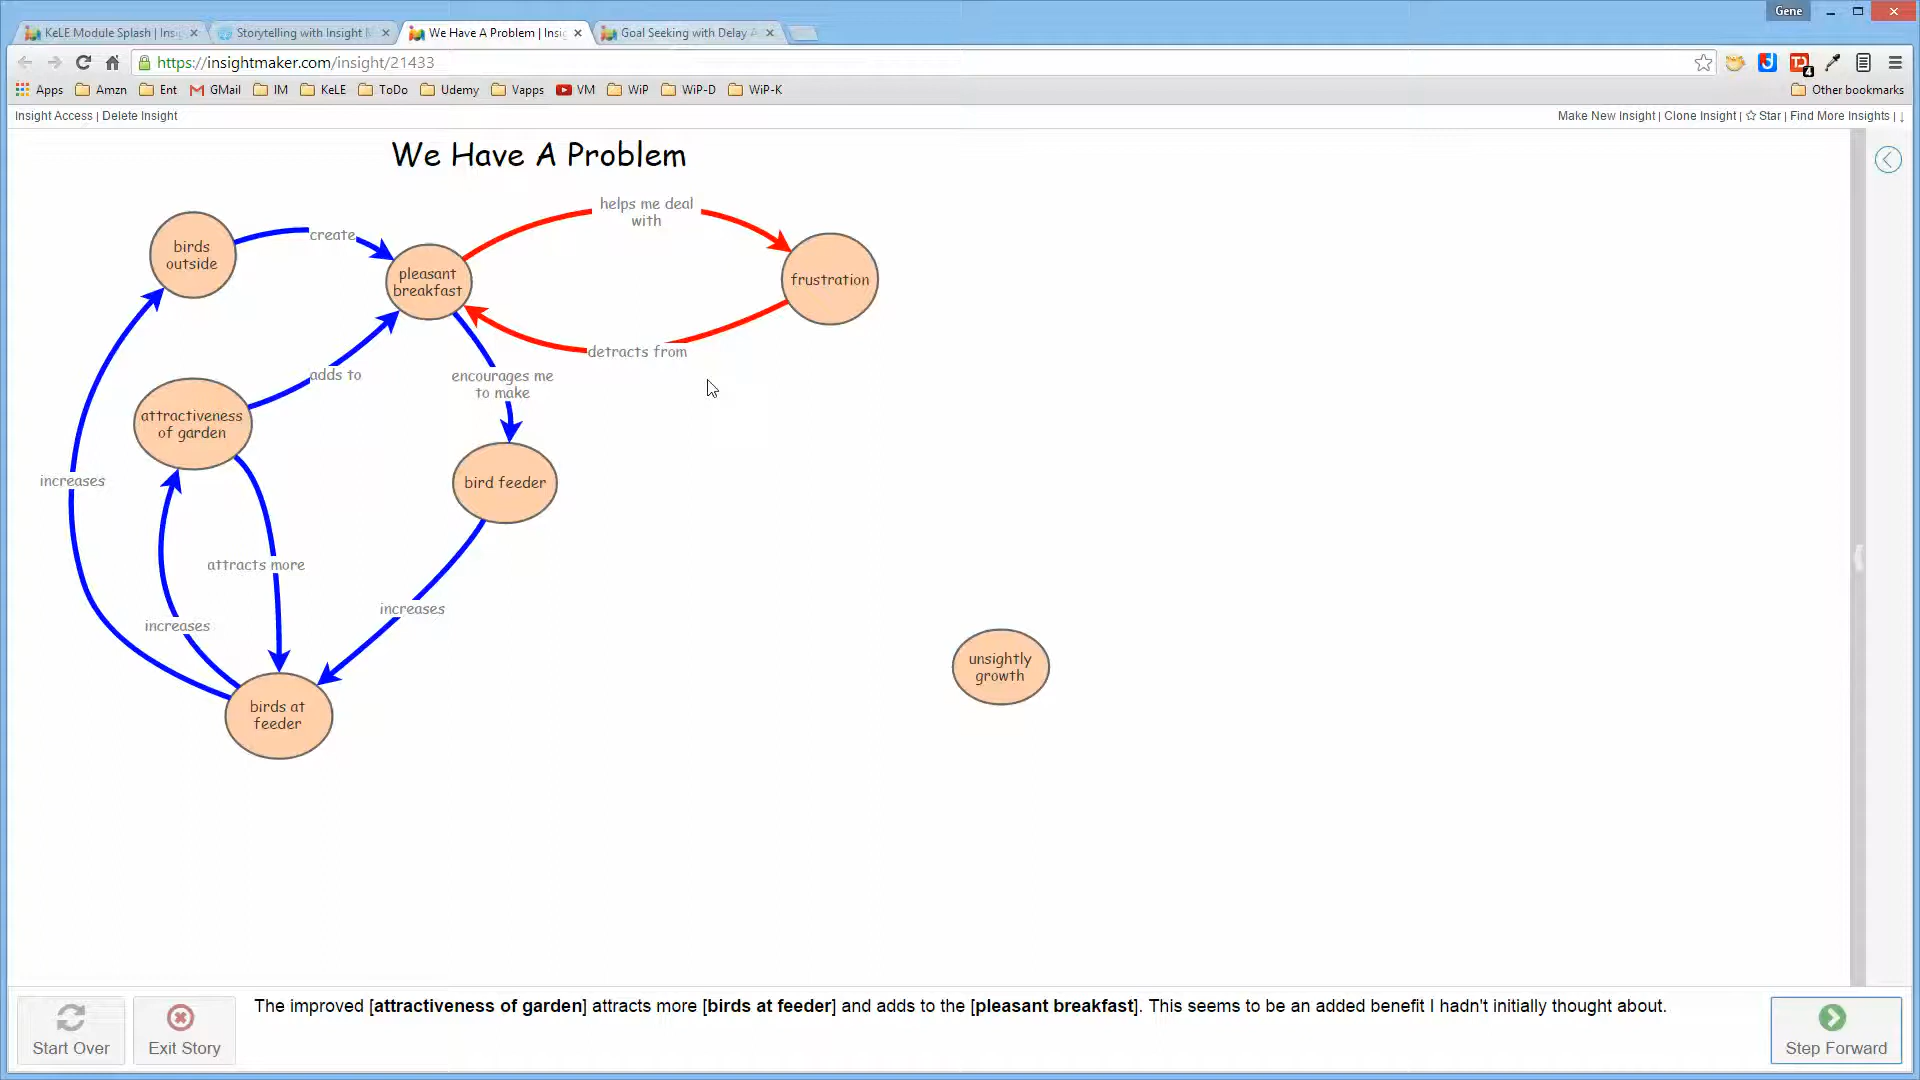 Gene
KeLE Module Splash | Insi
Storytelling with Insight M
We Have A Problem | Insi
Goal Seeking with Delay A
https://insightmaker.com/insight/21433
4
Apps Amzn Ent GMail IM KeLE ToDo Udemy Vapps VM WiP WiP-D WiP-K Other bookmarks
Insight Access | Delete Insight
Make New Insight | Clone Insight | Star | Find More Insights | ↓
We Have A Problem
helps me deal
with
birds
outside
create
pleasant
breakfast
frustration
detracts from
adds to
encourages me
to make
attractiveness
of garden
increases
bird feeder
attracts more
increases
increases
unsightly
growth
birds at
feeder
The improved [attractiveness of garden] attracts more [birds at feeder] and adds to the [pleasant breakfast]. This seems to be an added benefit I hadn't initially thought about.
Start Over
Exit Story
Step Forward